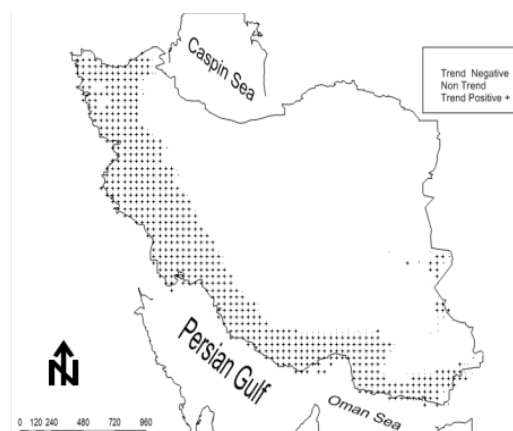 Caspin Sea
Trend Negative
Non Trend
Trend Positive +
Persian Gulf
Oman Sea
N
0 120 240 480 720 960